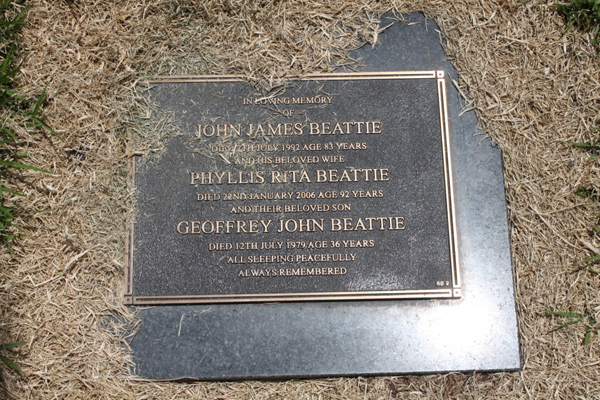 IN LOVING MEMORY
OF
JOHN JAMES BEATTIE
DIED JULY 1992 AGE 83 YEARS
AND HIS BELOVED WIFE
PHYLLIS RITA BEATTIE
DIED 22ND JANUARY 2006 AGE 92 YEARS
AND THEIR BELOVED SON
GEOFFREY JOHN BEATTIE
DIED 12TH JULY 1979 AGE 36 YEARS
ALL SLEEPING PEACEFULLY
ALWAYS REMEMBERED